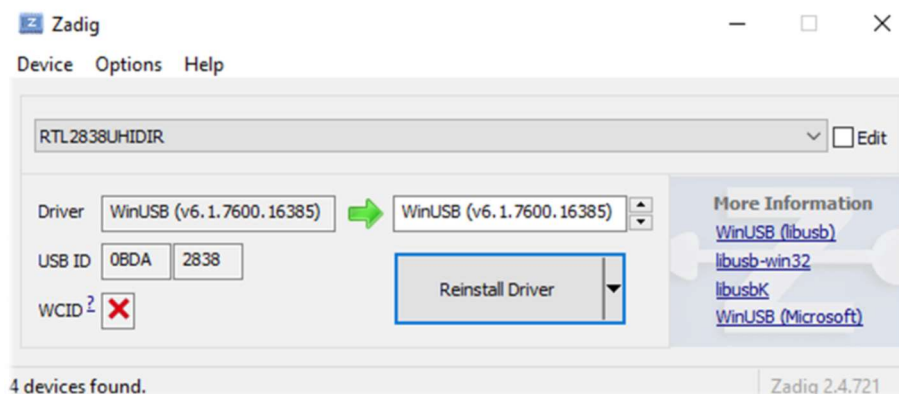 Zadig
Device Options Help
RTL2838UHIDIR
Edit
Driver WinUSB (v6.1.7600.16385) WinUSB (v6.1.7600.16385)
USB ID 0BDA 2838
WCID ?
Reinstall Driver
More Information
WinUSB (libusb)
libusb-win32
libusbK
WinUSB (Microsoft)
4 devices found.
Zadig 2.4.721